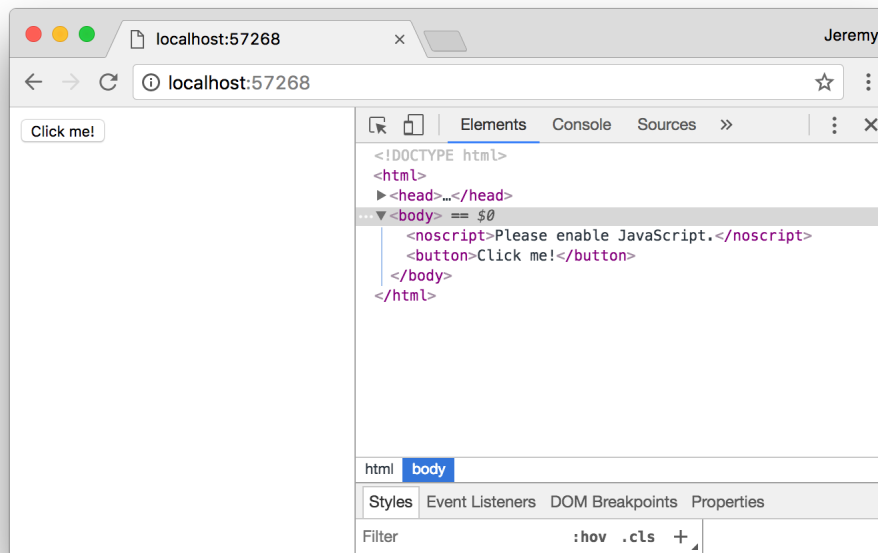 localhost:57268
Jeremy
localhost:57268
Click me!
Elements Console Sources »
<!DOCTYPE html>
<html>
<head>…</head>
<body> == $0
<noscript>Please enable JavaScript.</noscript>
<button>Click me!</button>
</body>
</html>
html body
Styles Event Listeners DOM Breakpoints Properties
Filter :hov .cls +